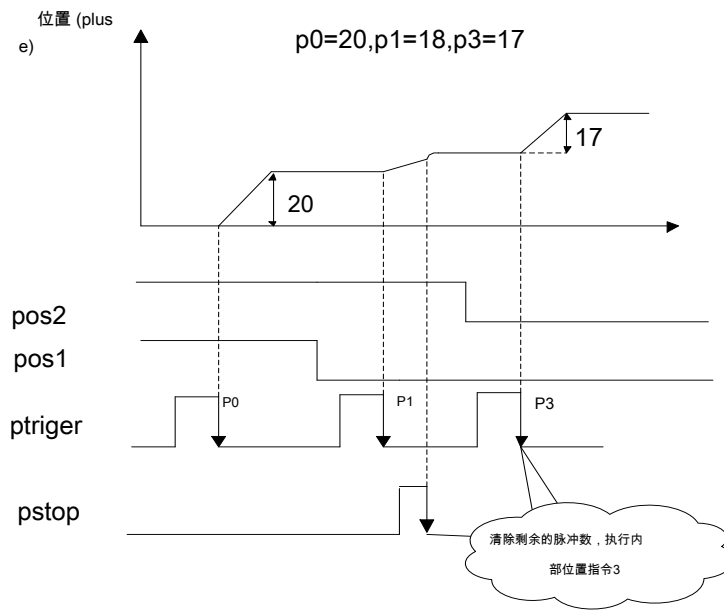 位置 (plus
e)
p0=20,p1=18,p3=17
17
20
pos2
pos1
ptriger
P0
P1
P3
pstop
清除剩余的脉冲数，执行内
部位置指令3